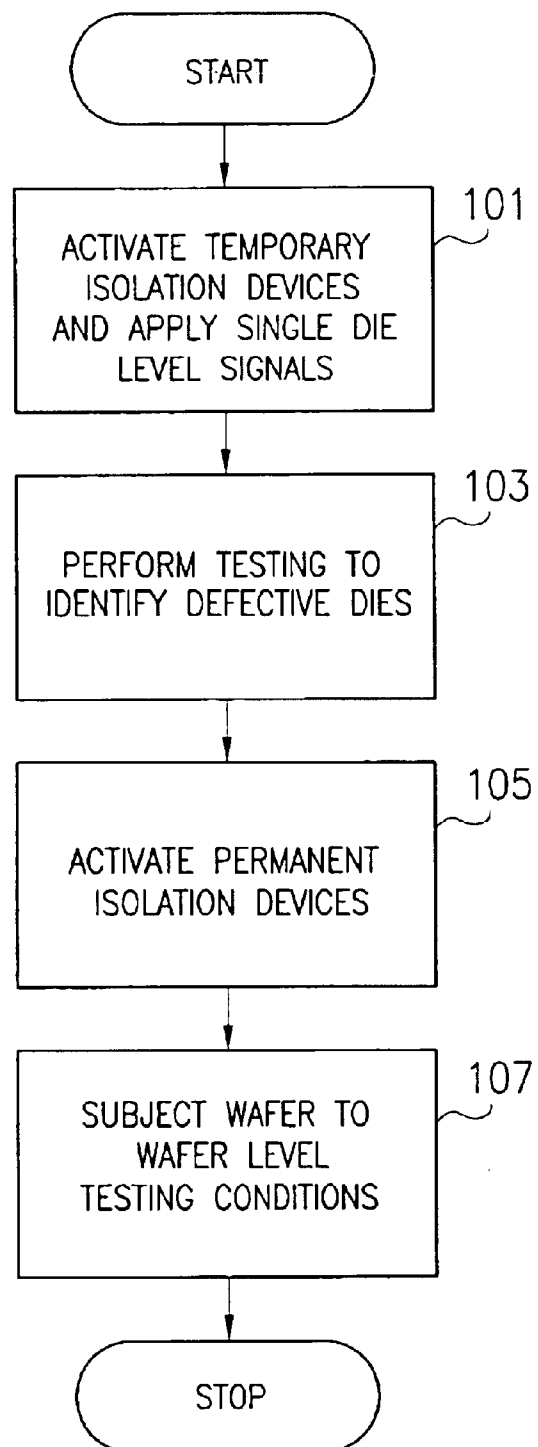 START
101
ACTIVATE TEMPORARY
ISOLATION DEVICES
AND APPLY SINGLE DIE
LEVEL SIGNALS
103
PERFORM TESTING TO
IDENTIFY DEFECTIVE DIES
105
ACTIVATE PERMANENT
ISOLATION DEVICES
107
SUBJECT WAFER TO
WAFER LEVEL
TESTING CONDITIONS
STOP